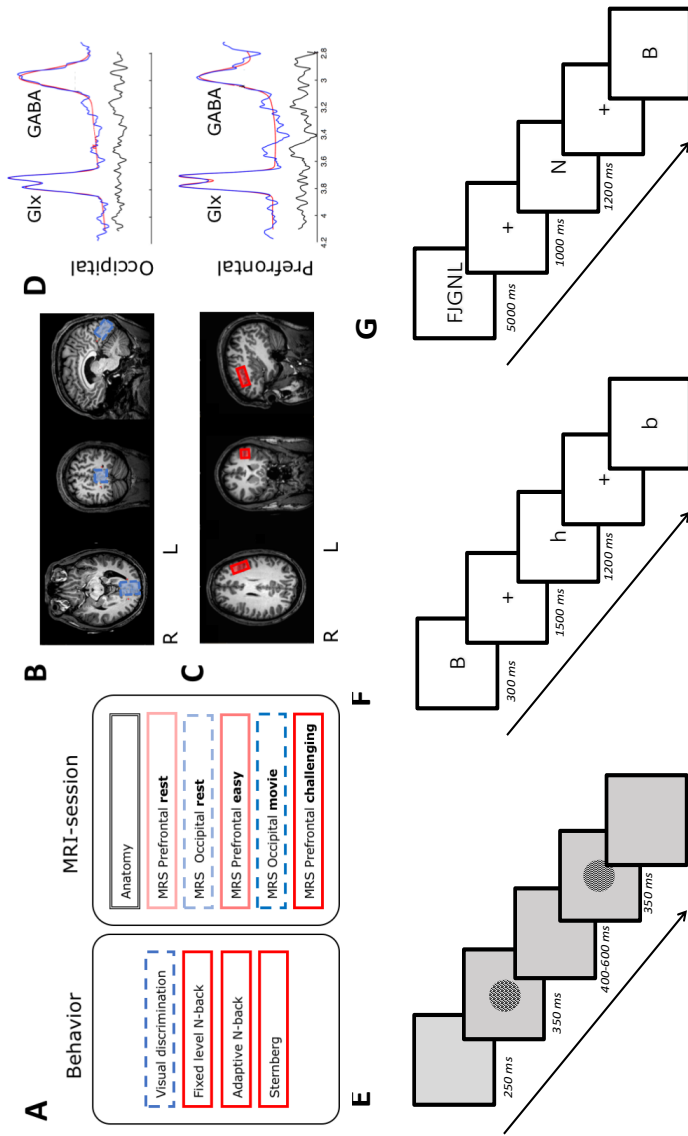 A
Behavior
Visual discrimination
Fixed level N-back
Adaptive N-back
Sternberg
MRI-session
Anatomy
MRS Prefrontal rest
MRS Occipital rest
MRS Prefrontal easy
MRS Occipital movie
MRS Prefrontal challenging
B
R
L
C
R
L
D
Occipital
Glx
GABA
Prefrontal
Glx
GABA
4.2 4 3.8 3.6 3.4 3.2 3 2.8
E
250 ms
350 ms
400-600 ms
350 ms
F
B
300 ms
+
1500 ms
h
1200 ms
+
b
G
FJGNL
5000 ms
+
1000 ms
N
1200 ms
+
B